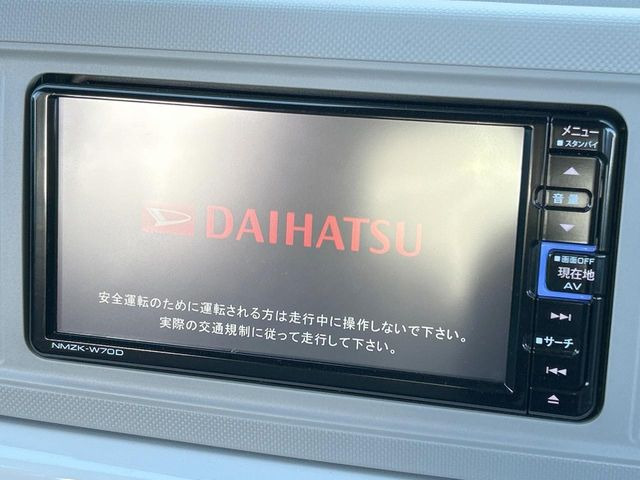 DAIHATSU
安全運転のために運転される方は走行中に操作しないで下さい。
実際の交通規制に従って走行して下さい。
NMZK-W70D
メニュー
スタンバイ
音量
画面OFF
現在地
AV
サーチ